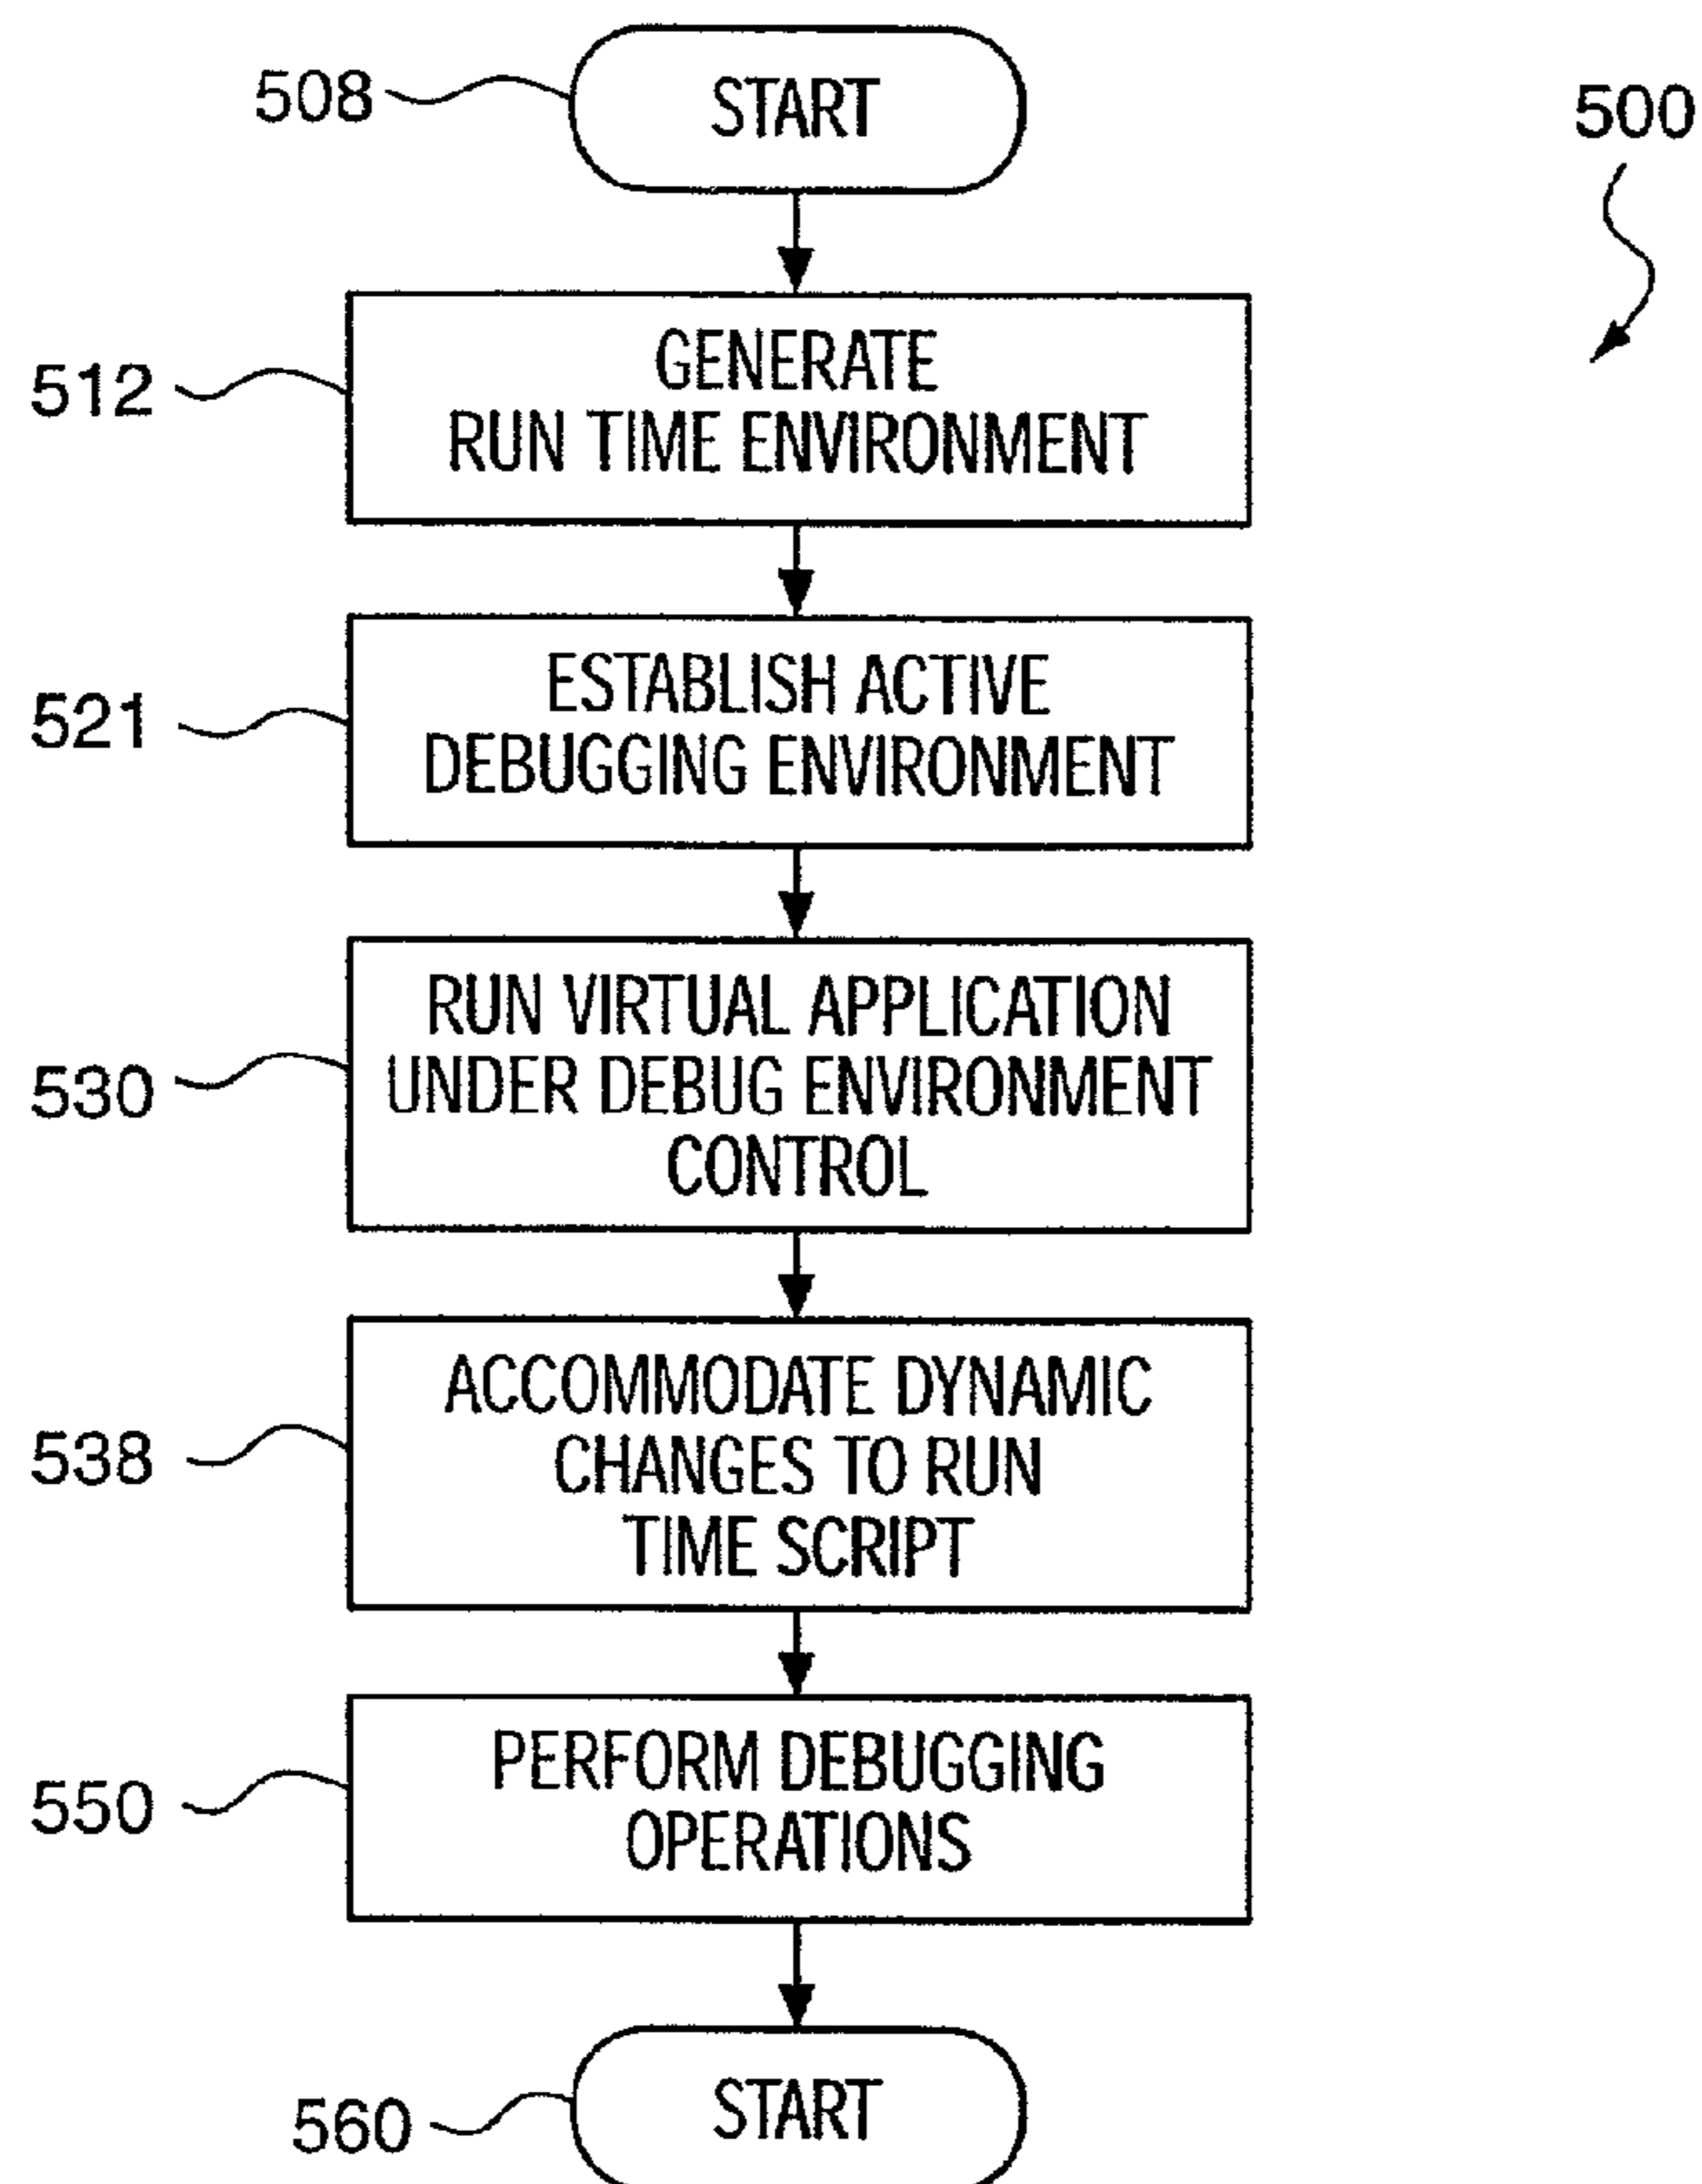 508
START
500
512
GENERATE
RUN TIME ENVIRONMENT
521
ESTABLISH ACTIVE
DEBUGGING ENVIRONMENT
530
RUN VIRTUAL APPLICATION
UNDER DEBUG ENVIRONMENT
CONTROL
538
ACCOMMODATE DYNAMIC
CHANGES TO RUN
TIME SCRIPT
550
PERFORM DEBUGGING
OPERATIONS
560
START